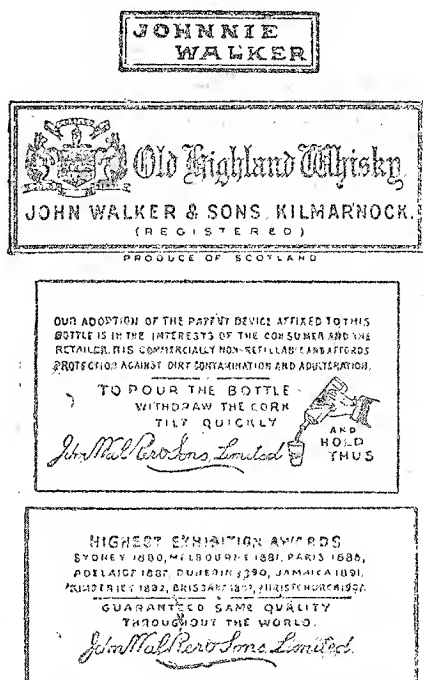 JOHNNIE
WALKER
Old Highland Whisky.
JOHN WALKER & SONS, KILMARNOCK.
(REGISTERED)
PRODUCE OF SCOTLAND
OUR ADOPTION OF THE PATENT DEVICE AFFIXED TO THIS
BOTTLE IS IN THE INTERESTS OF THE CONSUMER AND THE
RETAILER. IT IS COMMERCIALLY NON-REFILLABLE AND AFFORDS
PROTECTION AGAINST DIRT CONTAMINATION AND ADULTERATION.
TO POUR THE BOTTLE
WITHDRAW THE CORK
TILT QUICKLY
AND
HOLD
THUS
John Walker & Sons, Limited
HIGHEST EXHIBITION AWARDS
SYDNEY 1880, MELBOURNE 1881, PARIS 1885,
ADELAIDE 1887, DUNEDIN 1890, JAMAICA 1891,
1892, BRISBANE CHRISTCHURCH
GUARANTEED SAME QUALITY
THROUGHOUT THE WORLD.
John Walker & Sons Limited.